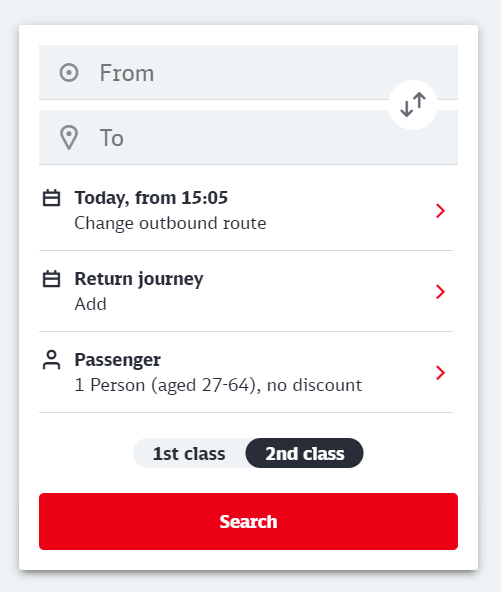 From
To
Today, from 15:05
Change outbound route
Return journey
Add
Passenger
1 Person (aged 27-64), no discount
1st class 2nd class
Search